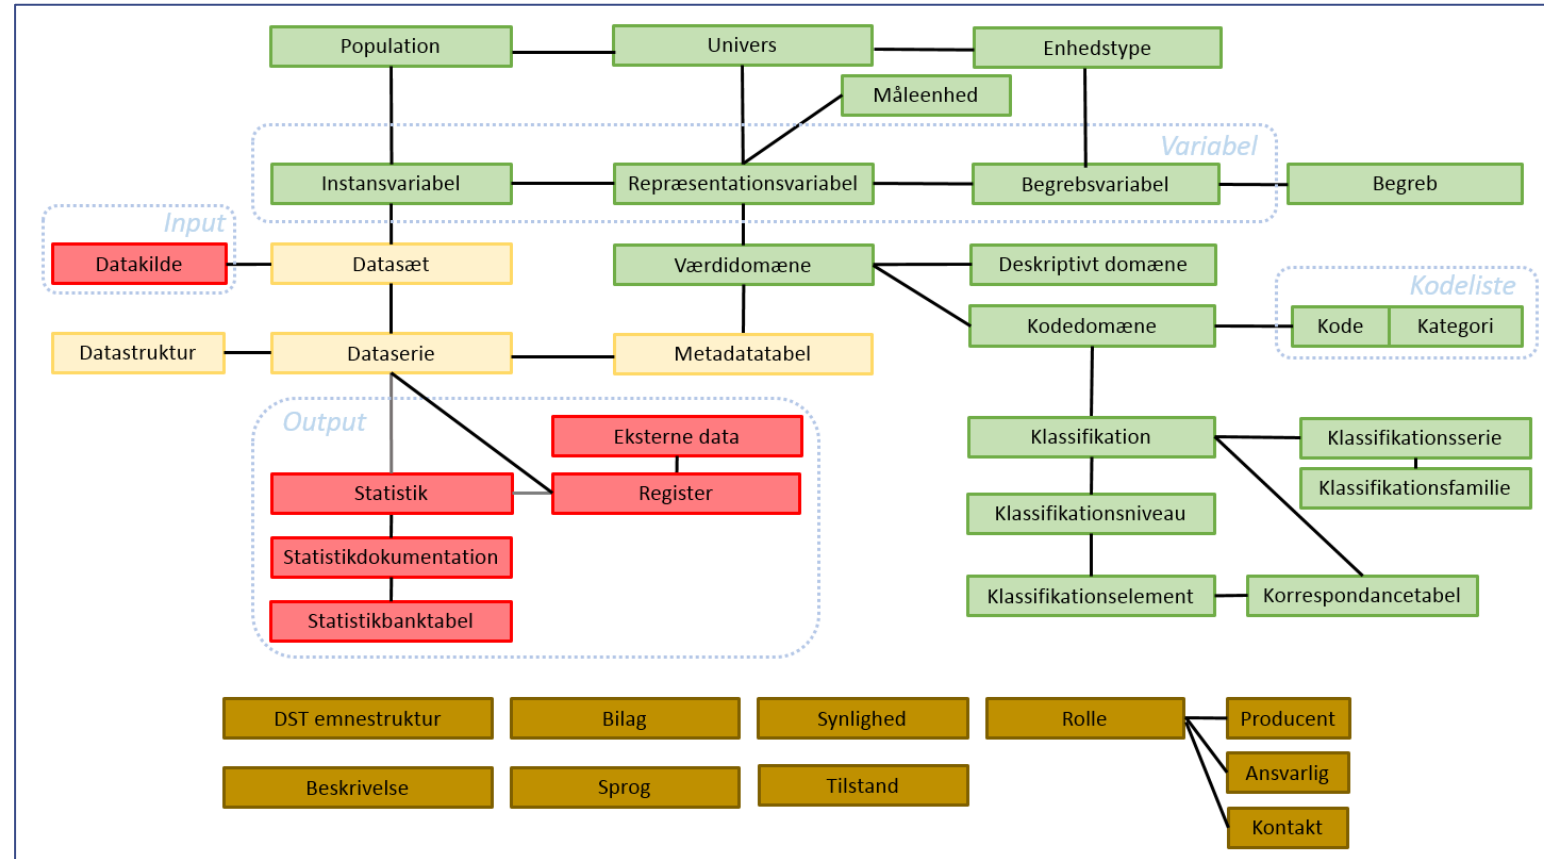 Population
Univers
Enhedstype
Måleenhed
Variabel
Instansvariabel
Repræsentationsvariabel
Begrebsvariabel
Begreb
Input
Datakilde
Datasæt
Værdidomæne
Deskriptivt domæne
Kodeliste
Kodedomæne
Kode
Kategori
Datastruktur
Dataserie
Metadatatabel
Output
Eksterne data
Klassifikation
Klassifikationsserie
Statistik
Register
Klassifikationsfamilie
Klassifikationsniveau
Statistikdokumentation
Klassifikationselement
Korrespondancetabel
Statistikbanktabel
DST emnestruktur
Bilag
Synlighed
Rolle
Producent
Beskrivelse
Sprog
Tilstand
Ansvarlig
Kontakt